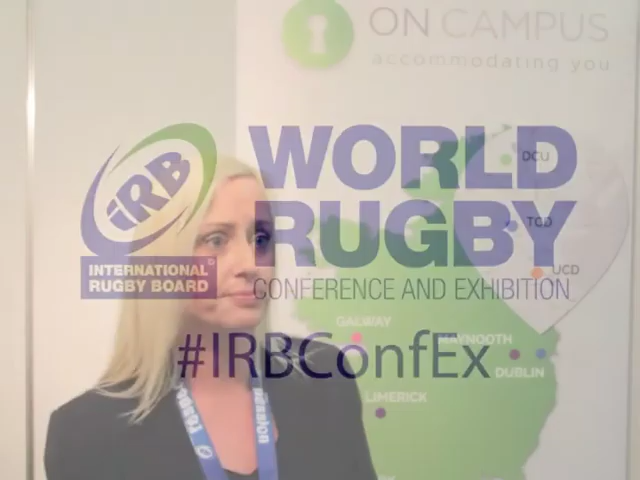 ON CAMPUS
accommodating you
IRB
INTERNATIONAL
RUGBY BOARD
WORLD
RUGBY
CONFERENCE AND EXHIBITION
DCU
TCD
UCD
#IRBConfEx
GALWAY
MAYNOOTH
DUBLIN
LIMERICK